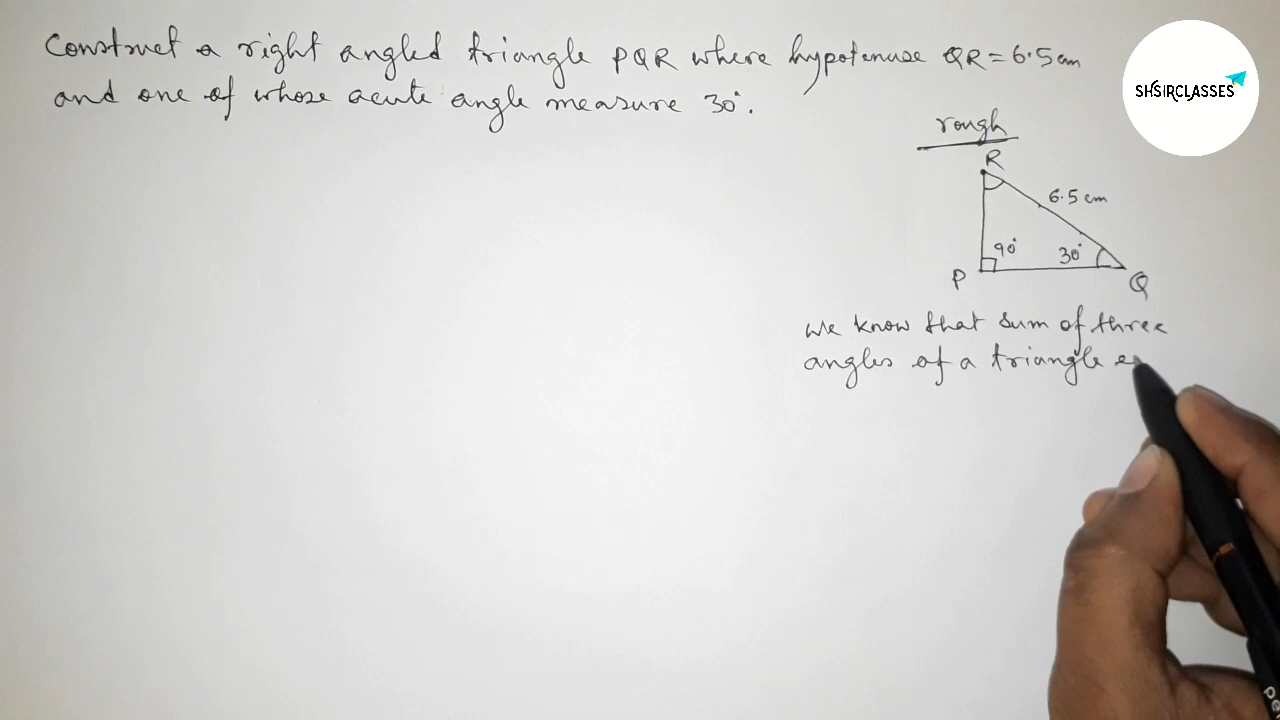 Construct a right angled triangle PQR where hypotenuse QR = 6.5 cm
and one of whose acute angle measure 30°.
SHSIRCLASSES
rough
R
6.5 cm
90° 30°
P Q
we know that sum of three
angles of a triangle